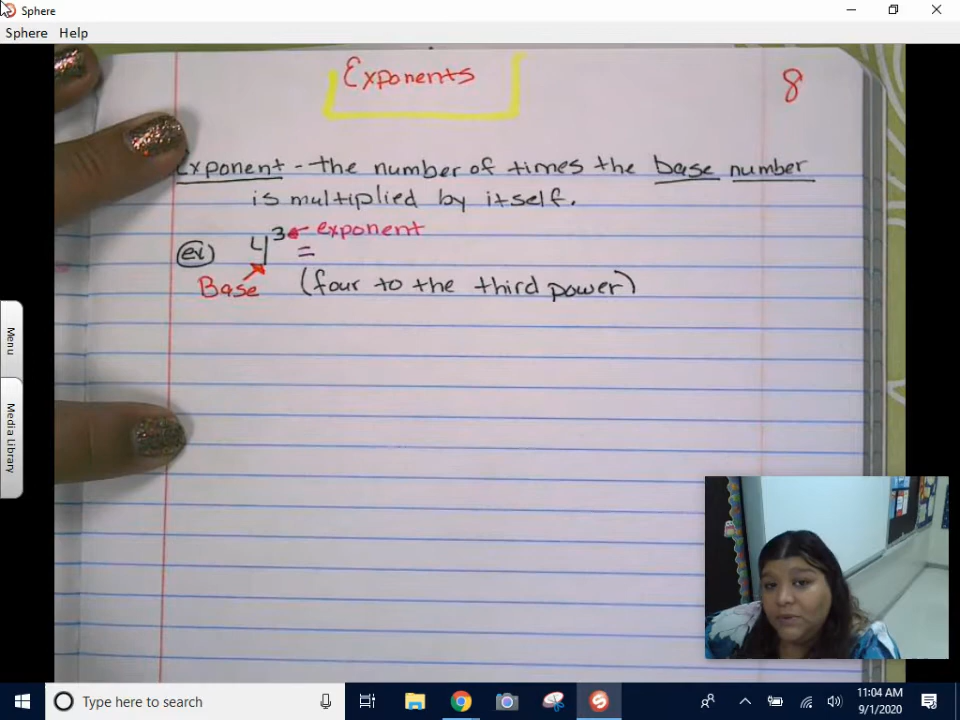 Sphere
Sphere Help
Exponents
8
Exponent - the number of times the base number
is multiplied by itself.
ex) 4³ ← exponent
=
Base (four to the third power)
Menu
Media Library
Type here to search
11:04 AM
9/1/2020